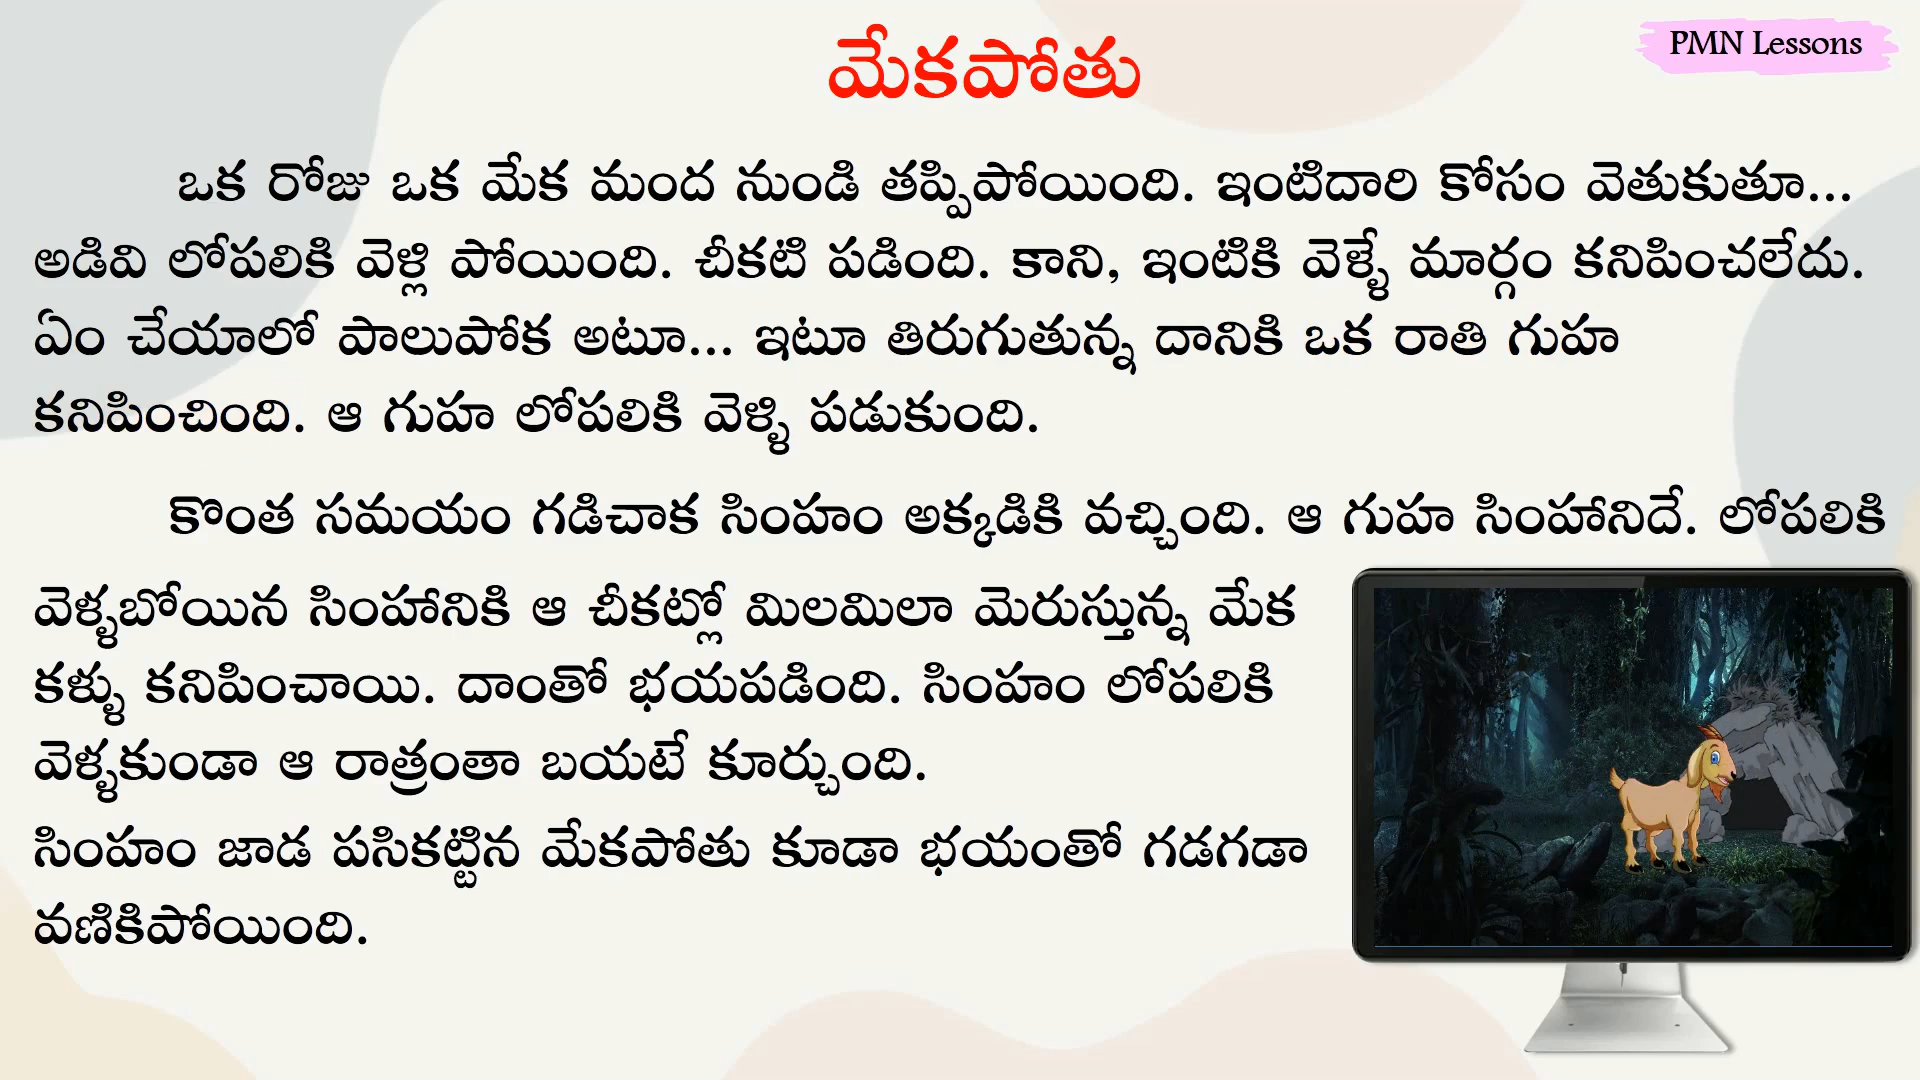 మేకపోతు
PMN Lessons
ఒక రోజు ఒక మేక మంద నుండి తప్పిపోయింది. ఇంటిదారి కోసం వెతుకుతూ...
అడివి లోపలికి వెళ్లి పోయింది. చీకటి పడింది. కాని, ఇంటికి వెళ్ళే మార్గం కనిపించలేదు.
ఏం చేయాలో పాలుపోక అటూ... ఇటూ తిరుగుతున్న దానికి ఒక రాతి గుహ
కనిపించింది. ఆ గుహ లోపలికి వెళ్ళి పడుకుంది.
కొంత సమయం గడిచాక సింహం అక్కడికి వచ్చింది. ఆ గుహ సింహానిదే. లోపలికి
వెళ్ళబోయిన సింహానికి ఆ చీకట్లో మిలమిలా మెరుస్తున్న మేక
కళ్ళు కనిపించాయి. దాంతో భయపడింది. సింహం లోపలికి
వెళ్ళకుండా ఆ రాత్రంతా బయటే కూర్చుంది.
సింహం జాడ పసికట్టిన మేకపోతు కూడా భయంతో గడగడా
వణికిపోయింది.